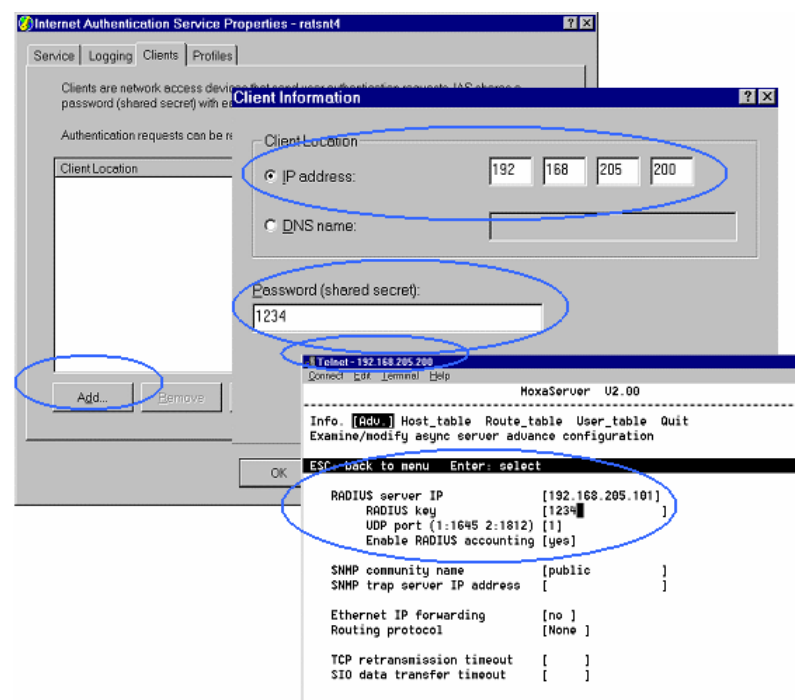 Internet Authentication Service Properties - ratsnt4
Service Logging Clients Profiles
Clients are network access devices that send user authentication requests. IAS shares a
password (shared secret) with
Authentication requests can be
Client Location
Add...
Remove
OK
Client Information
Client Location
IP address: 192 168 205 200
DNS name:
Password (shared secret):
1234
Telnet - 192.168.205.200
Connect Edit Terminal Help
MoxaServer V2.00
Info. [Adv.] Host_table Route_table User_table Quit
Examine/modify async server advance configuration
ESC: back to menu Enter: select
RADIUS server IP [192.168.205.101]
RADIUS key [1234 ]
UDP port (1:1645 2:1812) [1]
Enable RADIUS accounting [yes]
SNMP community name [public ]
SNMP trap server IP address [ ]
Ethernet IP forwarding [no ]
Routing protocol [None ]
TCP retransmission timeout [ ]
SIO data transfer timeout [ ]